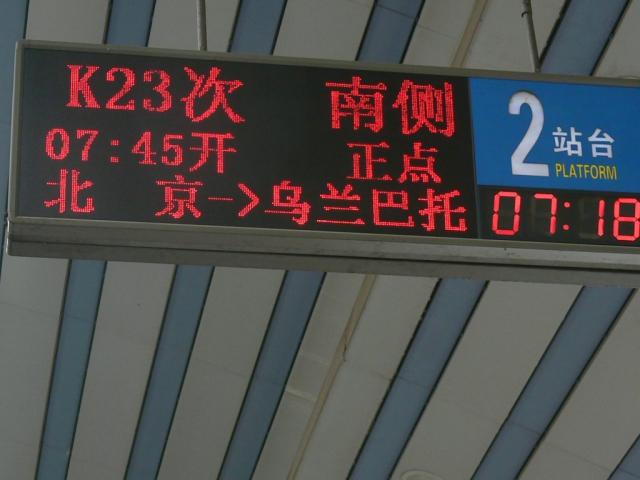 K23次 南侧
07:45开 正点
北 京->乌兰巴托
2 站台
PLATFORM
07:18